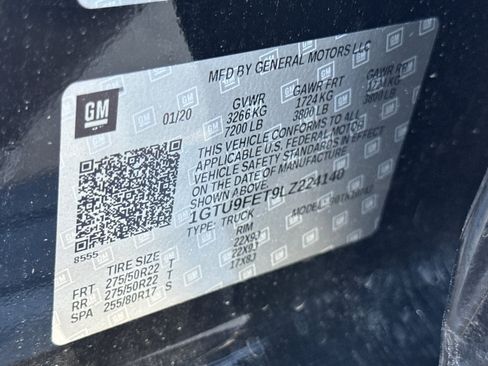 MFD BY GENERAL MOTORS LLC
GM
01/20
GVWR GAWR FRT GAWR RR
3266 KG 1724 KG 1724 KG
7200 LB 3800 LB 3800 LB
THIS VEHICLE CONFORMS TO ALL
APPLICABLE U.S. FEDERAL MOTOR
VEHICLE SAFETY STANDARDS IN EFFECT
ON THE DATE OF MANUFACTURE
1GTU9FET9LZ224140
TYPE: TRUCK MODEL:
8555
TIRE SIZE RIM
FRT 275/50R22 T 22X9J
RR 275/50R22 T 22X9J
SPA 255/80R17 S 17X8J